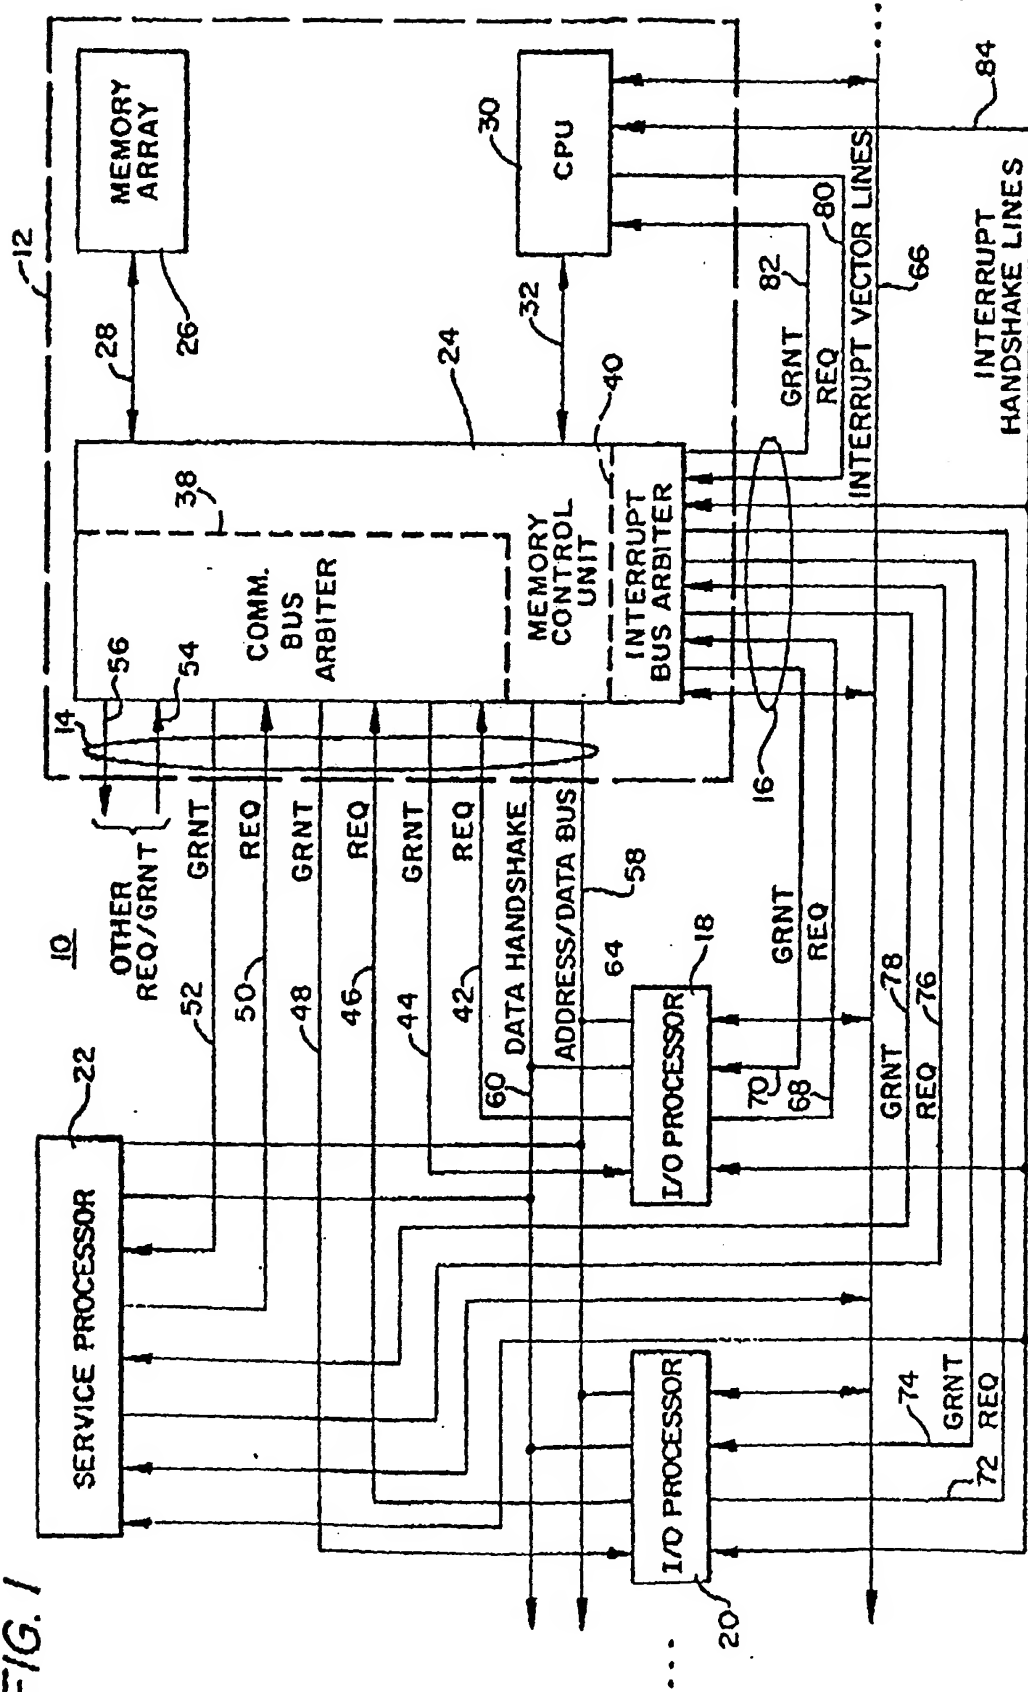 FIG. 1
10
12
MEMORY
ARRAY
26
28
30
CPU
32
24
38
40
COMM.
BUS
ARBITER
MEMORY
CONTROL
UNIT
INTERRUPT
BUS ARBITER
56
54
14
16
OTHER
REQ/GRNT
GRNT
52
REQ
50
GRNT
48
REQ
46
GRNT
44
REQ
42
DATA HANDSHAKE
60
ADDRESS/DATA BUS
58
64
22
SERVICE PROCESSOR
I/O PROCESSOR
18
I/O PROCESSOR
20
GRNT
REQ
70
68
GRNT
78
REQ
76
GRNT
74
REQ
72
GRNT
82
REQ
80
INTERRUPT VECTOR LINES
66
INTERRUPT
HANDSHAKE LINES
84